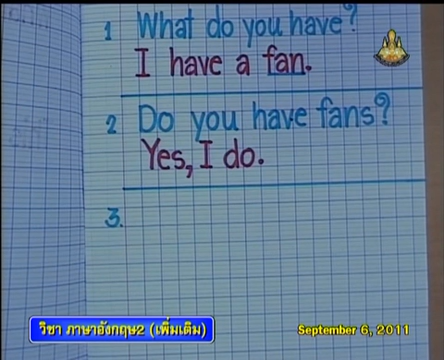 1 What do you have?
I have a fan.
2 Do you have fans?
Yes, I do.
3.
วิชา ภาษาอังกฤษ2 (เพิ่มเติม)
September 6, 2011